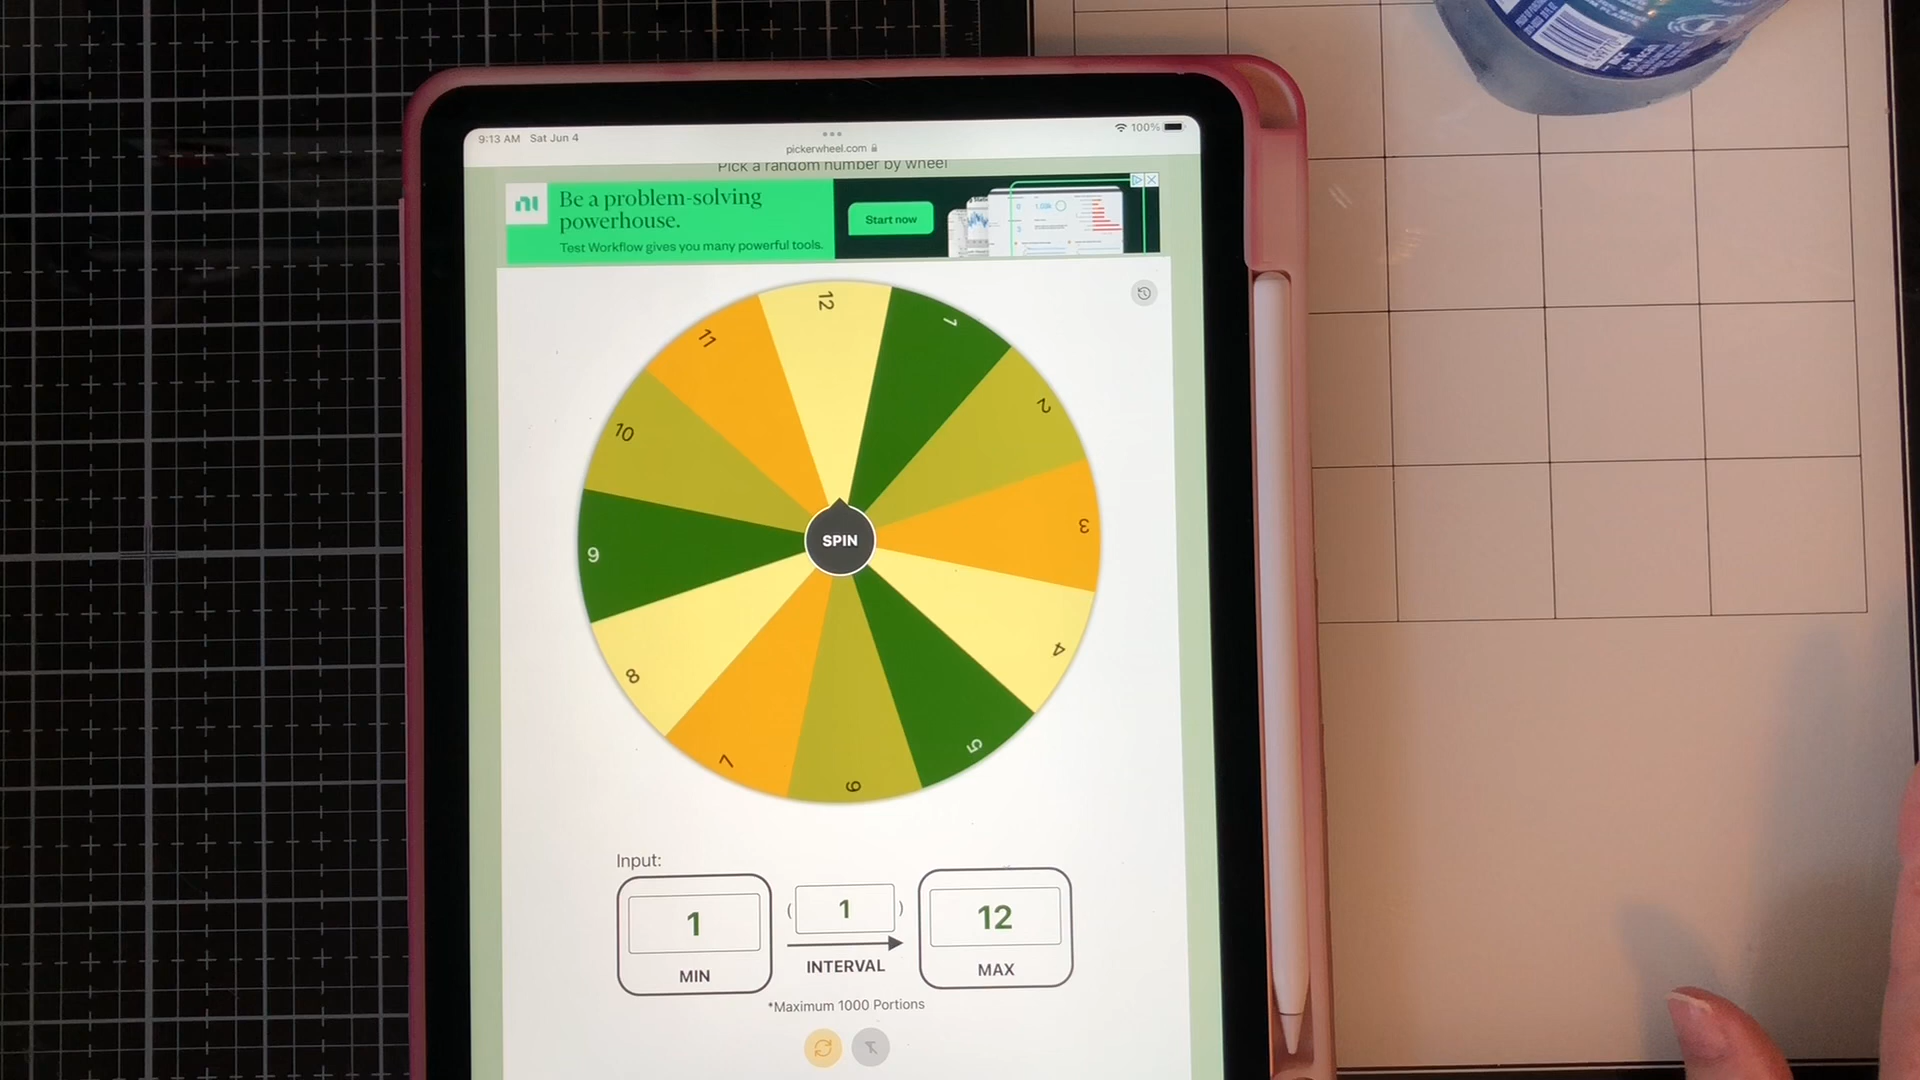 9:13 AM Sat Jun 4
100%
pickerwheel.com
Pick a random number by wheel
Be a problem-solving
powerhouse.
Test Workflow gives you many powerful tools.
Start now
12
1
2
3
4
5
6
7
8
9
10
11
SPIN
Input:
1
MIN
( 1 )
INTERVAL
12
MAX
*Maximum 1000 Portions